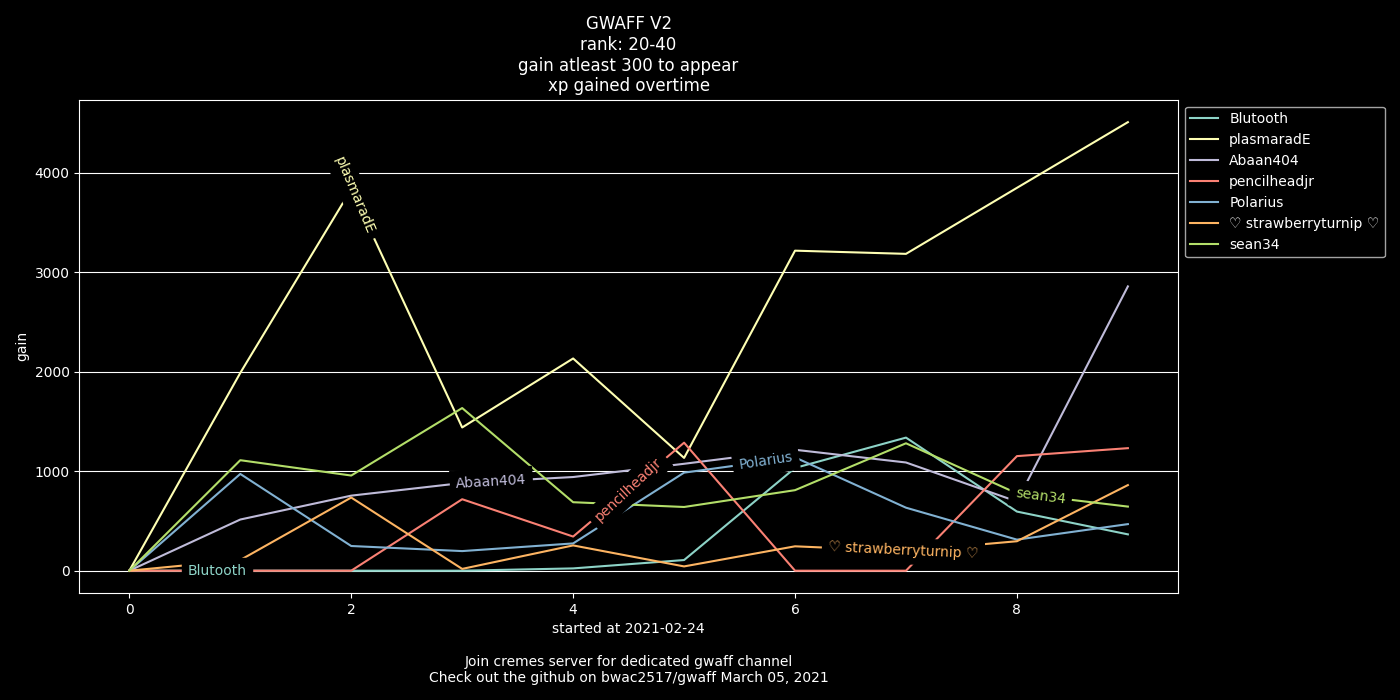 GWAFF V2
rank: 20-40
gain atleast 300 to appear
xp gained overtime
gain
4000
3000
2000
1000
0
0
2
4
6
8
started at 2021-02-24
plasmaradE
Abaan404
pencilheadjr
Polarius
sean34
♡ strawberryturnip ♡
Blutooth
Blutooth
plasmaradE
Abaan404
pencilheadjr
Polarius
♡ strawberryturnip ♡
sean34
Join cremes server for dedicated gwaff channel
Check out the github on bwac2517/gwaff March 05, 2021